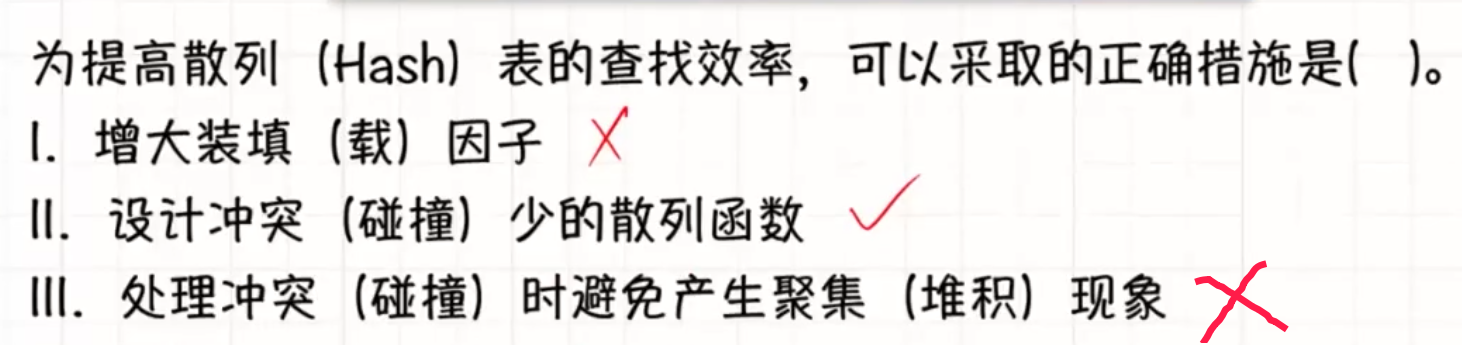 为提高散列（Hash）表的查找效率，可以采取的正确措施是(  )。
I. 增大装填（载）因子
II. 设计冲突（碰撞）少的散列函数
III. 处理冲突（碰撞）时避免产生聚集（堆积）现象